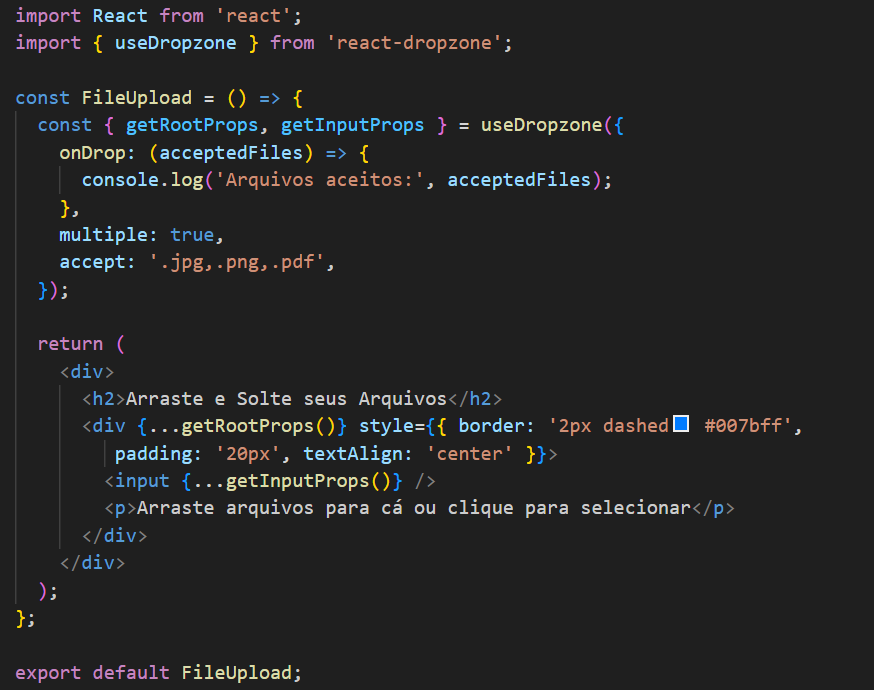 import React from 'react';
import { useDropzone } from 'react-dropzone';

const FileUpload = () => {
  const { getRootProps, getInputProps } = useDropzone({
    onDrop: (acceptedFiles) => {
      console.log('Arquivos aceitos:', acceptedFiles);
    },
    multiple: true,
    accept: '.jpg,.png,.pdf',
  });

  return (
    <div>
      <h2>Arraste e Solte seus Arquivos</h2>
      <div {...getRootProps()} style={{ border: '2px dashed #007bff',
         padding: '20px', textAlign: 'center' }}>
        <input {...getInputProps()} />
        <p>Arraste arquivos para cá ou clique para selecionar</p>
      </div>
    </div>
  );
};

export default FileUpload;